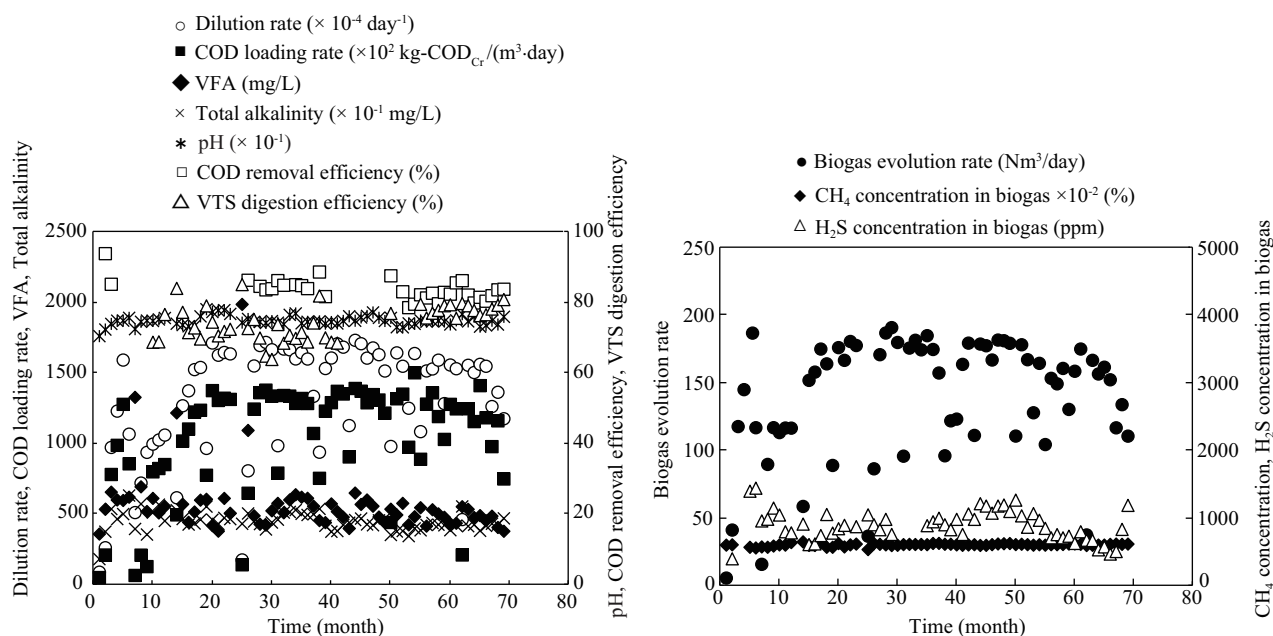 ○ Dilution rate (× 10⁻⁴ day⁻¹)
■ COD loading rate (×10² kg-CODCr/(m³·day)
◆ VFA (mg/L)
× Total alkalinity (× 10⁻¹ mg/L)
∗ pH (× 10⁻¹)
□ COD removal efficiency (%)
△ VTS digestion efficiency (%)
Dilution rate, COD loading rate, VFA, Total alkalinity
2500
2000
1500
1000
500
0
100
80
60
40
20
0
pH, COD removal efficiency, VTS digestion efficiency
0 10 20 30 40 50 60 70 80
Time (month)
● Biogas evolution rate (Nm³/day)
◆ CH₄ concentration in biogas ×10⁻² (%)
△ H₂S concentration in biogas (ppm)
Biogas evolution rate
250
200
150
100
50
0
5000
4000
3000
2000
1000
0
CH₄ concentration, H₂S concentration in biogas
0 10 20 30 40 50 60 70 80
Time (month)